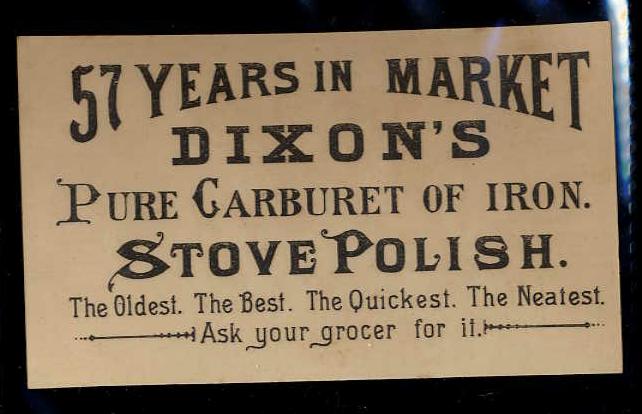 57 YEARS IN MARKET
DIXON'S
PURE CARBURET OF IRON.
STOVE POLISH.
The Oldest. The Best. The Quickest. The Neatest.
Ask your grocer for it.